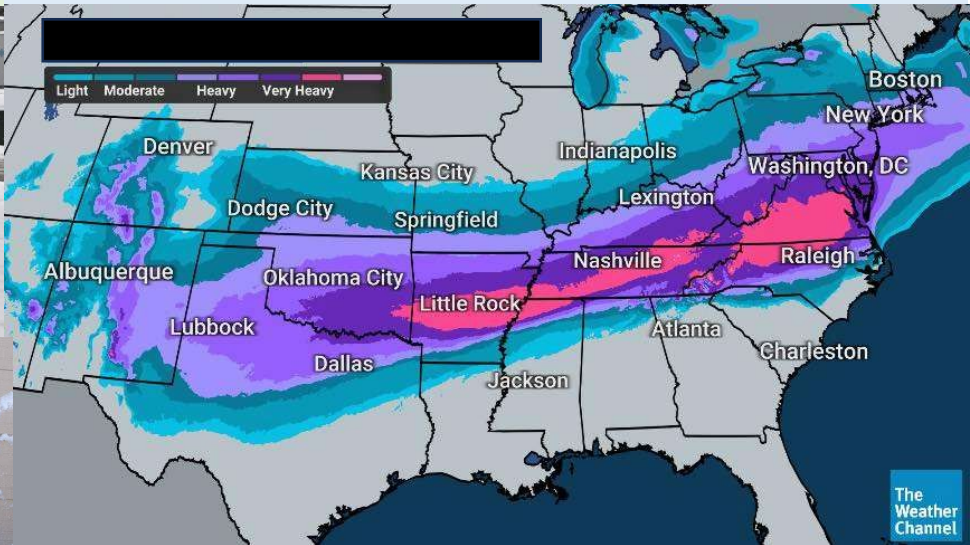 Light Moderate Heavy Very Heavy
Boston
New York
Denver
Indianapolis
Washington, DC
Kansas City
Lexington
Dodge City
Springfield
Nashville
Raleigh
Albuquerque
Oklahoma City
Little Rock
Lubbock
Atlanta
Dallas
Charleston
Jackson
The
Weather
Channel